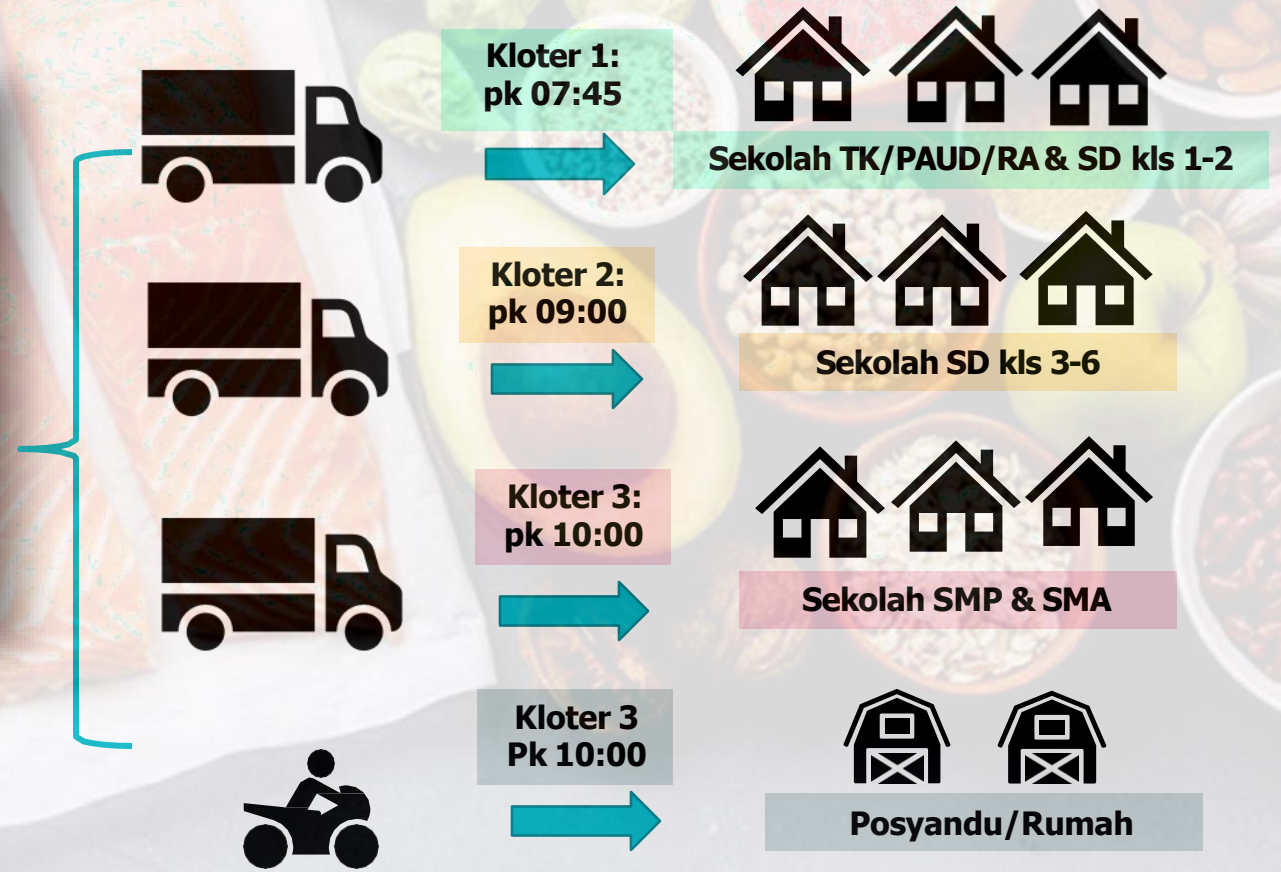 Kloter 1:
pk 07:45
Sekolah TK/PAUD/RA & SD kls 1-2
Kloter 2:
pk 09:00
Sekolah SD kls 3-6
Kloter 3:
pk 10:00
Sekolah SMP & SMA
Kloter 3
Pk 10:00
Posyandu/Rumah